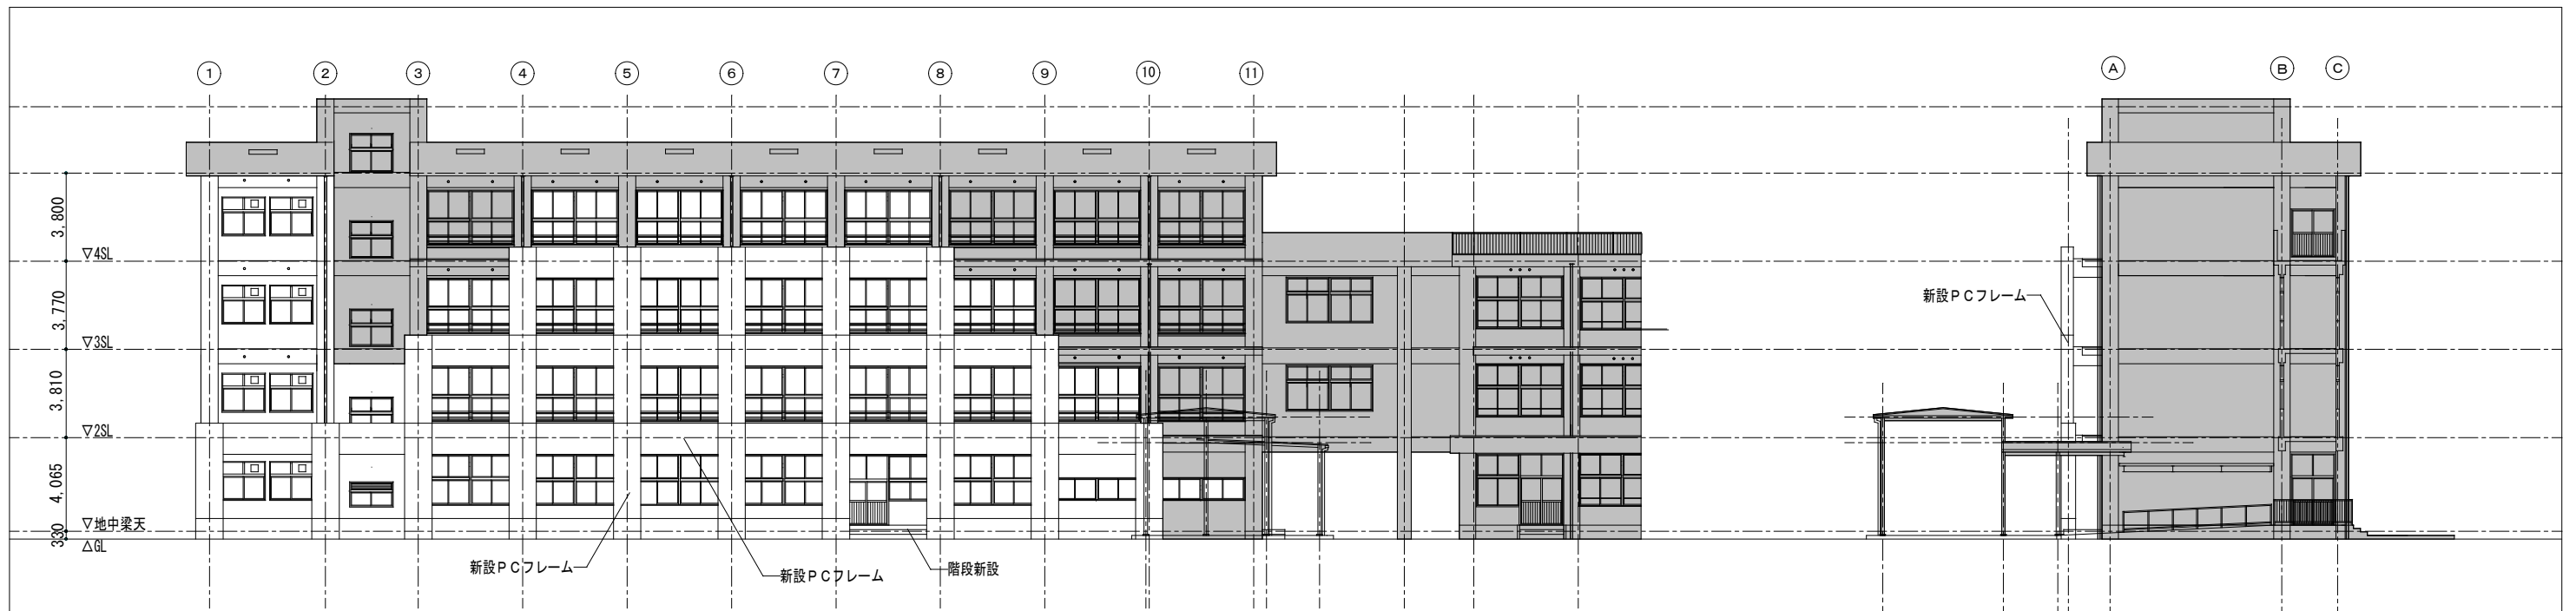 ① ② ③ ④ ⑤ ⑥ ⑦ ⑧ ⑨ ⑩ ⑪ Ⓐ Ⓑ Ⓒ
3,800
▽4SL
3,770
新設PCフレーム
▽3SL
3,810
▽2SL
4,065
▽地中梁天
330
△GL
新設PCフレーム
新設PCフレーム
階段新設